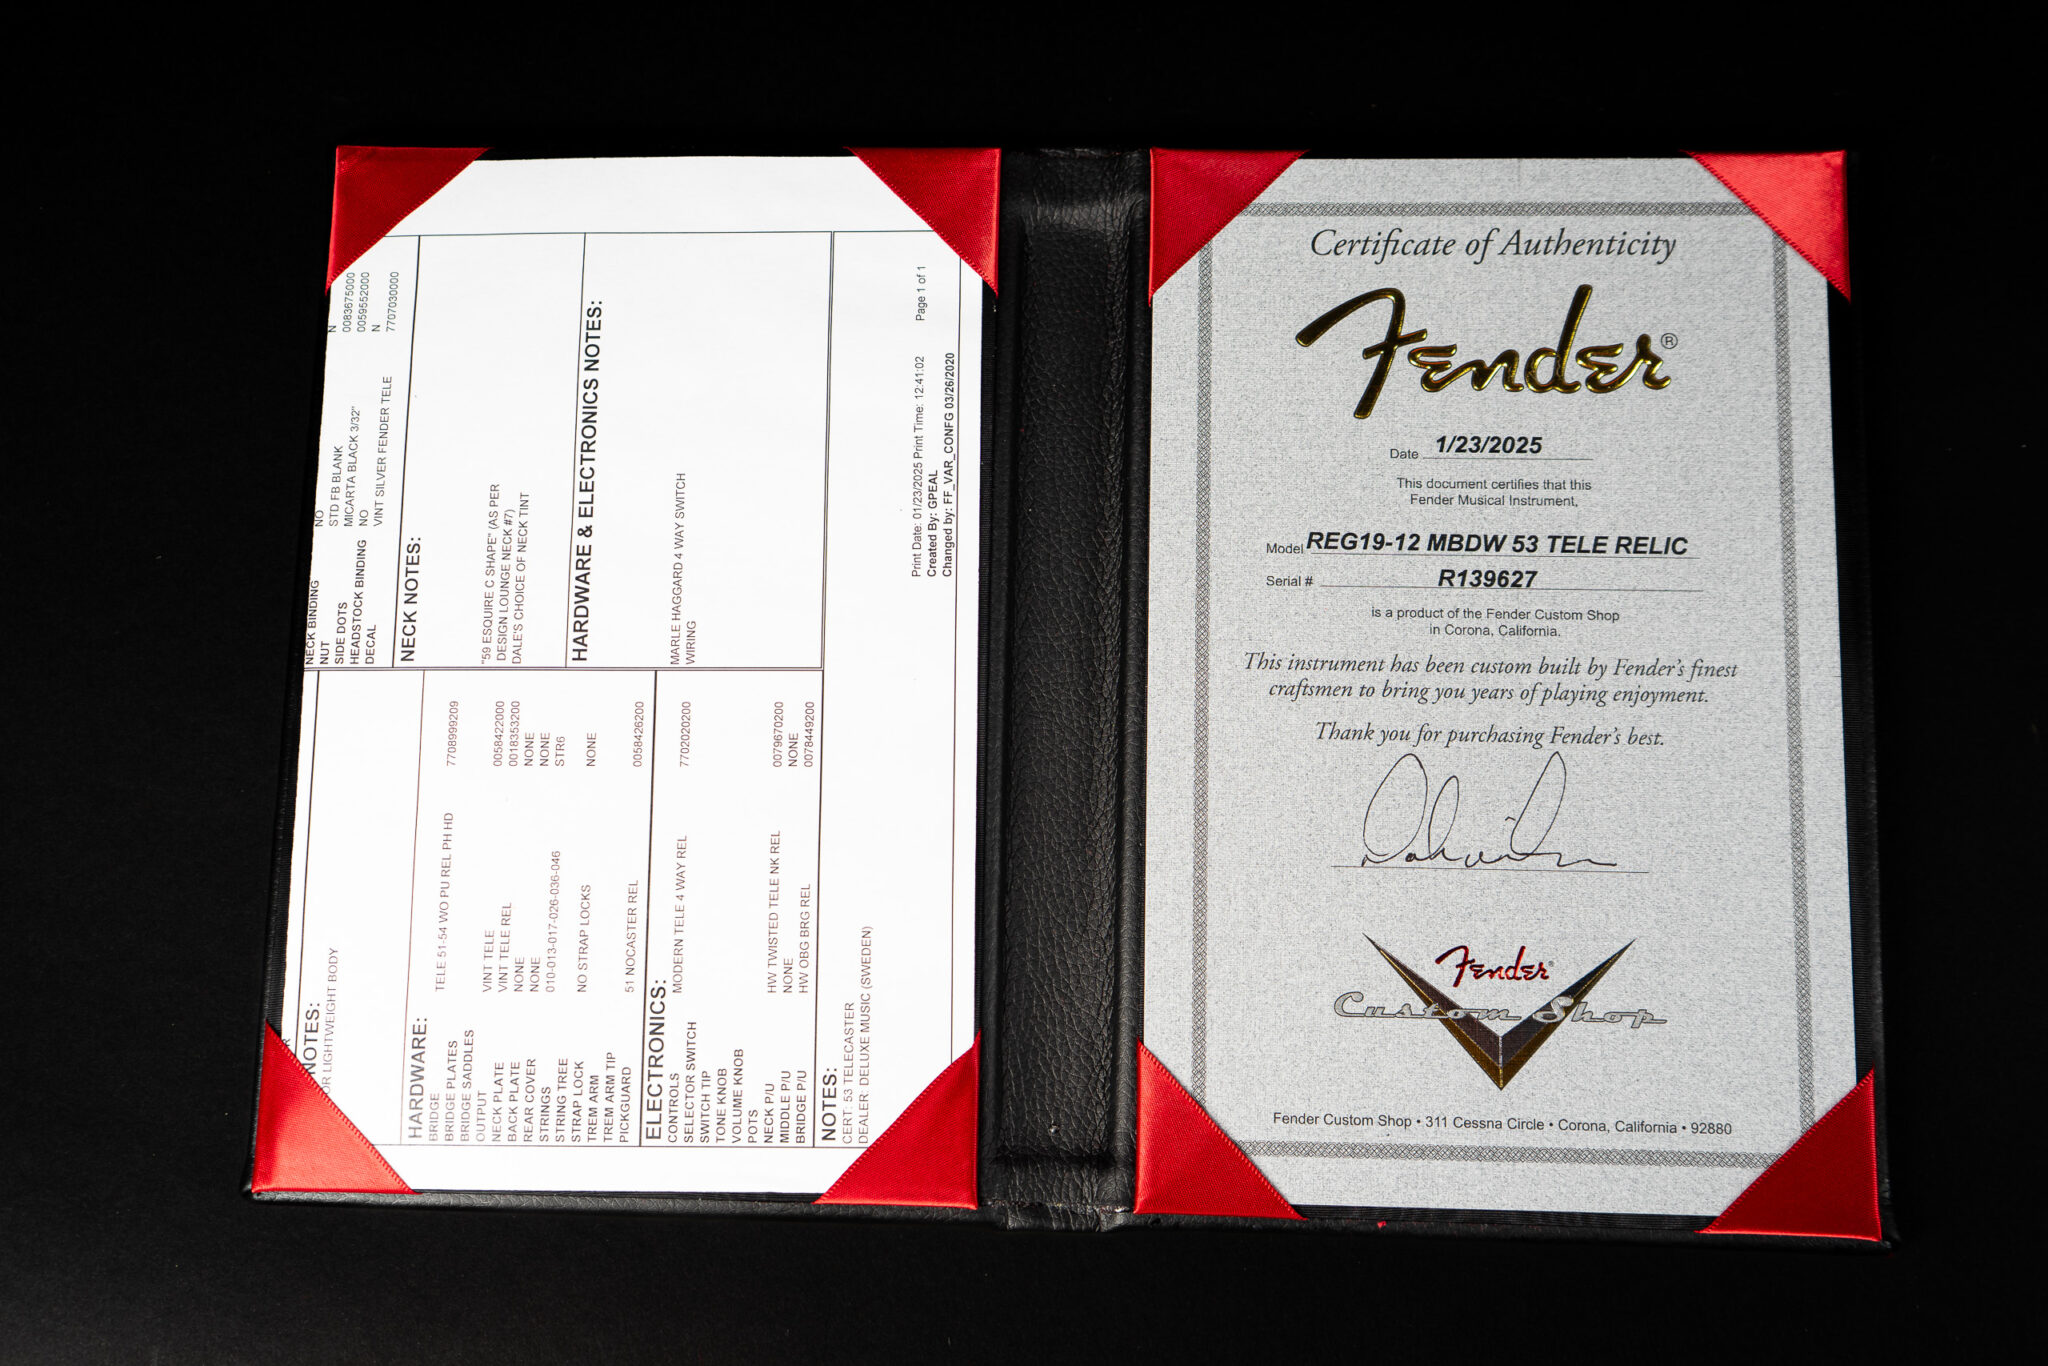 NECK BINDING NO N
NUT STD FB BLANK 0083675000
SIDE DOTS MICARTA BLACK 3/32" 0059552000
HEADSTOCK BINDING NO N
DECAL VINT SILVER FENDER TELE 7707030000
NECK NOTES:
"59 ESQUIRE C SHAPE" (AS PER
DESIGN LOUNGE NECK #7)
DALE'S CHOICE OF NECK TINT
HARDWARE & ELECTRONICS NOTES:
MARLE HAGGARD 4 WAY SWITCH
WIRING
NOTES:
OR LIGHTWEIGHT BODY
HARDWARE:
BRIDGE TELE 51-54 WO PU REL PH HD 7708999209
BRIDGE PLATES
BRIDGE SADDLES
OUTPUT VINT TELE 0058422000
NECK PLATE VINT TELE REL 0018353200
BACK PLATE NONE NONE
REAR COVER NONE NONE
STRINGS 010-013-017-026-036-046 STR6
STRING TREE
STRAP LOCK NO STRAP LOCKS NONE
TREM ARM
TREM ARM TIP
PICKGUARD 51 NOCASTER REL 0058426200
ELECTRONICS:
CONTROLS MODERN TELE 4 WAY REL 7702020200
SELECTOR SWITCH
SWITCH TIP
TONE KNOB
VOLUME KNOB
POTS
NECK P/U HW TWISTED TELE NK REL 0079670200
MIDDLE P/U NONE NONE
BRIDGE P/U HW OBG BRG REL 0078449200
NOTES:
CERT: 53 TELECASTER
DEALER: DELUXE MUSIC (SWEDEN)
Print Date: 01/23/2025 Print Time: 12:41:02 Page 1 of 1
Created By: GPEAL
Changed by: FF_VAR_CONFG 03/26/2020
Certificate of Authenticity
Fender®
Date 1/23/2025
This document certifies that this
Fender Musical Instrument,
Model REG19-12 MBDW 53 TELE RELIC
Serial # R139627
is a product of the Fender Custom Shop
in Corona, California.
This instrument has been custom built by Fender's finest
craftsmen to bring you years of playing enjoyment.
Thank you for purchasing Fender's best.
Fender®
Custom Shop
Fender Custom Shop • 311 Cessna Circle • Corona, California • 92880